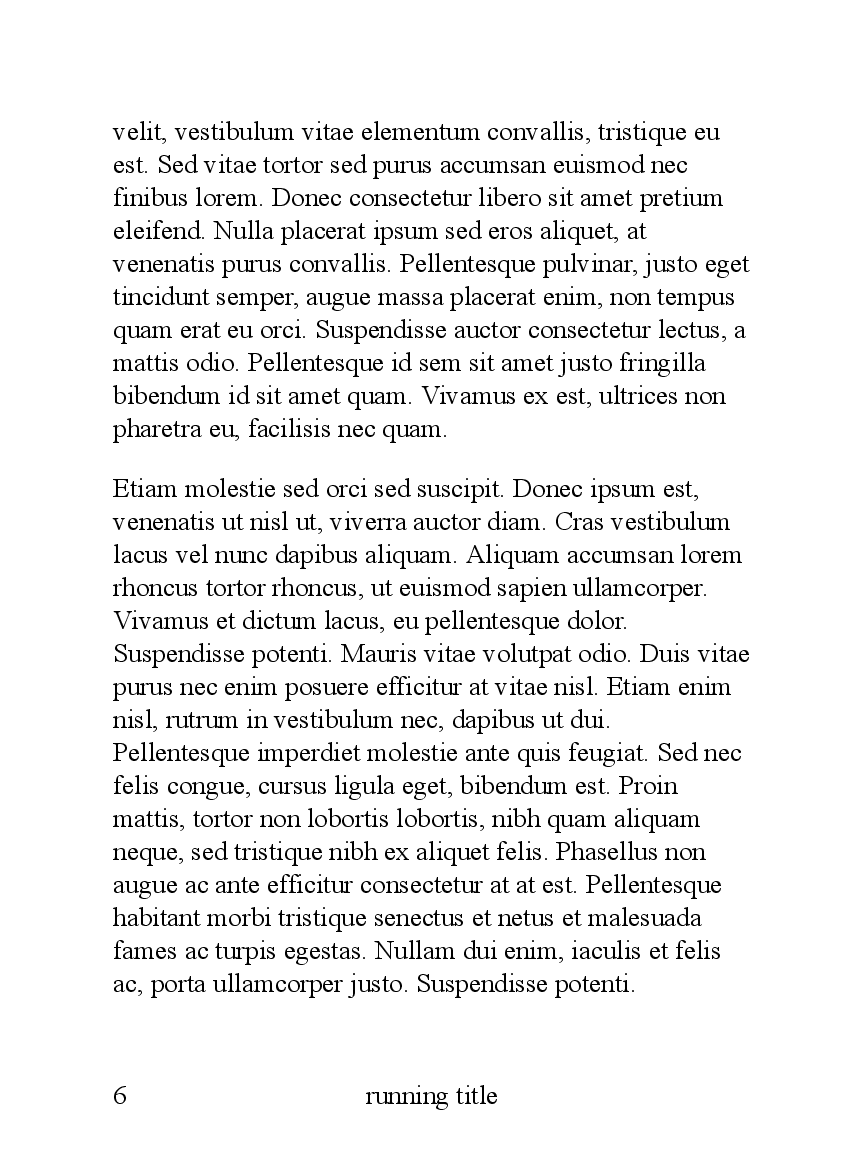 velit, vestibulum vitae elementum convallis, tristique eu
est. Sed vitae tortor sed purus accumsan euismod nec
finibus lorem. Donec consectetur libero sit amet pretium
eleifend. Nulla placerat ipsum sed eros aliquet, at
venenatis purus convallis. Pellentesque pulvinar, justo eget
tincidunt semper, augue massa placerat enim, non tempus
quam erat eu orci. Suspendisse auctor consectetur lectus, a
mattis odio. Pellentesque id sem sit amet justo fringilla
bibendum id sit amet quam. Vivamus ex est, ultrices non
pharetra eu, facilisis nec quam.
Etiam molestie sed orci sed suscipit. Donec ipsum est,
venenatis ut nisl ut, viverra auctor diam. Cras vestibulum
lacus vel nunc dapibus aliquam. Aliquam accumsan lorem
rhoncus tortor rhoncus, ut euismod sapien ullamcorper.
Vivamus et dictum lacus, eu pellentesque dolor.
Suspendisse potenti. Mauris vitae volutpat odio. Duis vitae
purus nec enim posuere efficitur at vitae nisl. Etiam enim
nisl, rutrum in vestibulum nec, dapibus ut dui.
Pellentesque imperdiet molestie ante quis feugiat. Sed nec
felis congue, cursus ligula eget, bibendum est. Proin
mattis, tortor non lobortis lobortis, nibh quam aliquam
neque, sed tristique nibh ex aliquet felis. Phasellus non
augue ac ante efficitur consectetur at at est. Pellentesque
habitant morbi tristique senectus et netus et malesuada
fames ac turpis egestas. Nullam dui enim, iaculis et felis
ac, porta ullamcorper justo. Suspendisse potenti.
6 running title